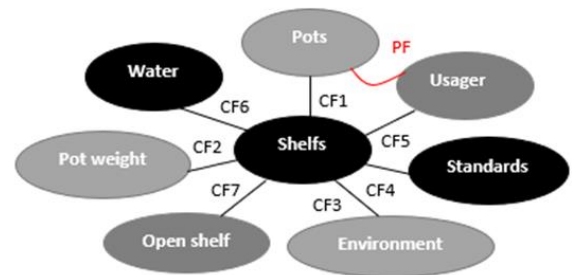 Pots
PF
Water
Usager
CF6
CF1
Shelfs
CF5
Pot weight
CF2
Standards
CF7
CF4
CF3
Open shelf
Environment